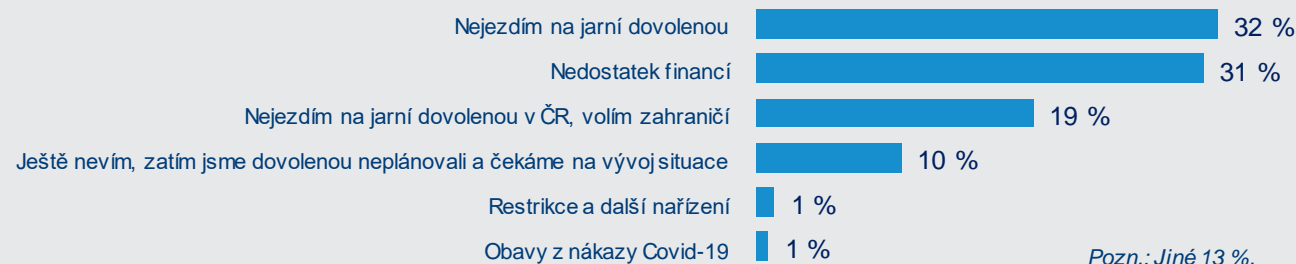 Nejezdím na jarní dovolenou 32 %
Nedostatek financí 31 %
Nejezdím na jarní dovolenou v ČR, volím zahraničí 19 %
Ještě nevím, zatím jsme dovolenou neplánovali a čekáme na vývoj situace 10 %
Restrikce a další nařízení 1 %
Obavy z nákazy Covid-19 1 %
Pozn.: Jiné 13 %.